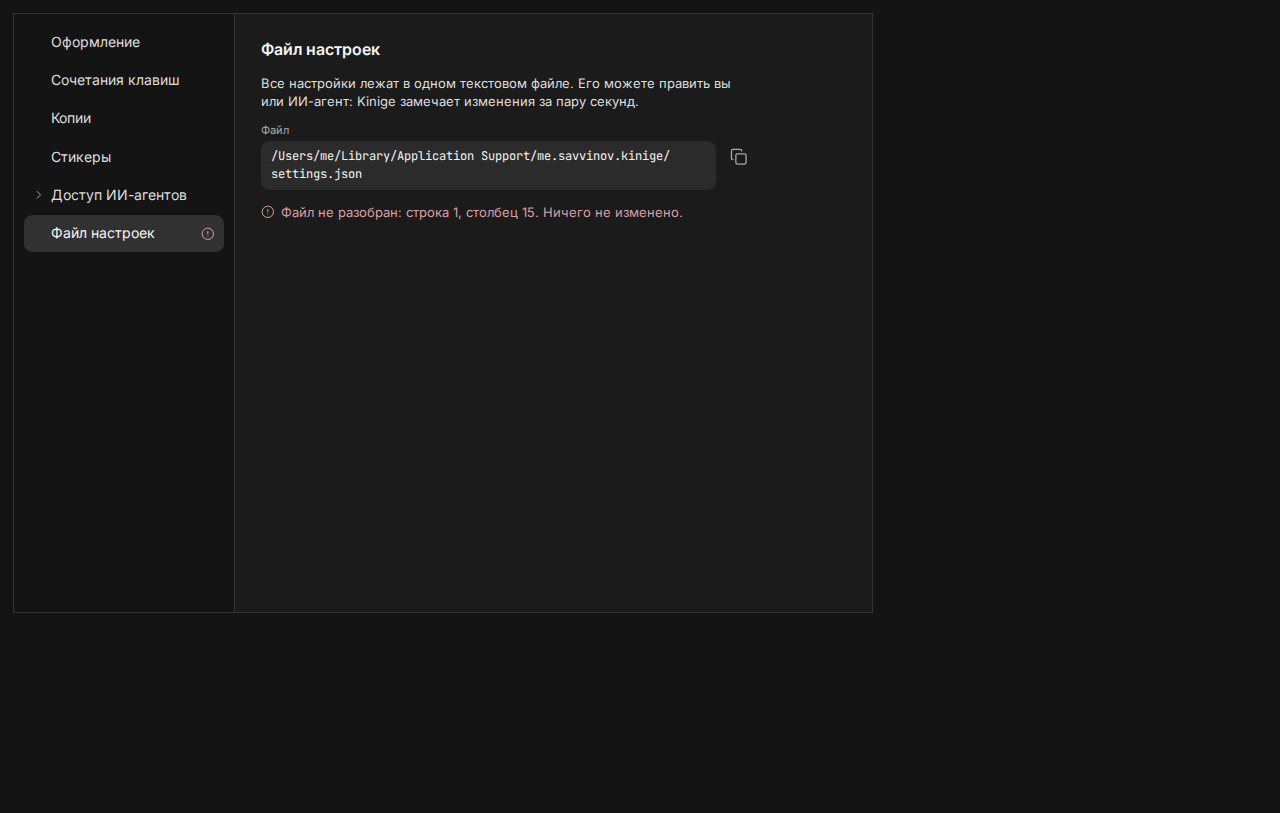 Оформление
Сочетания клавиш
Копии
Стикеры
Доступ ИИ-агентов
Файл настроек
Файл настроек
Все настройки лежат в одном текстовом файле. Его можете править вы
или ИИ-агент: Kinige замечает изменения за пару секунд.
Файл
/Users/me/Library/Application Support/me.savvinov.kinige/
settings.json
Файл не разобран: строка 1, столбец 15. Ничего не изменено.